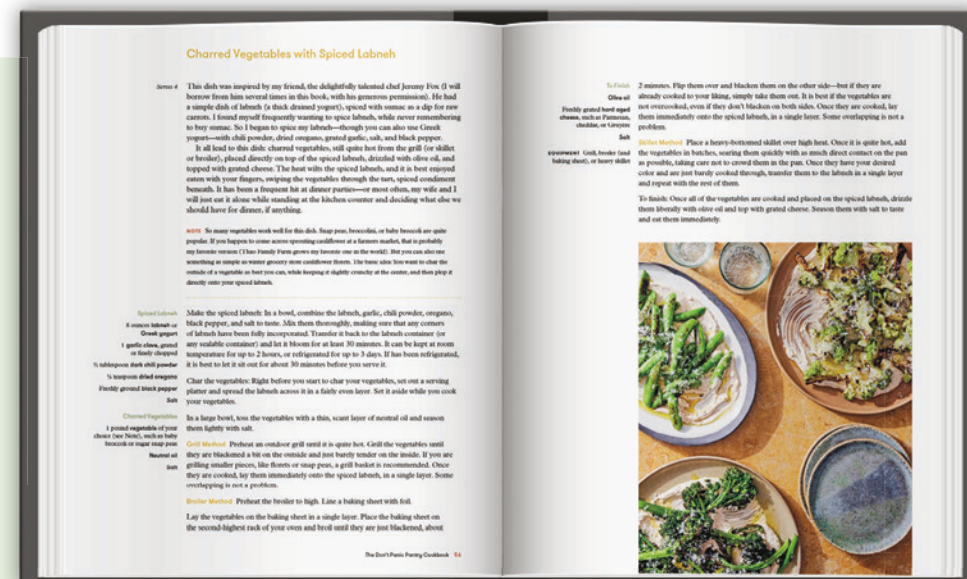 Charred Vegetables with Spiced Labneh
Serves 4
This dish was inspired by my friend, the delightfully talented chef Jeremy Fox (I will
borrow from him several times in this book, with his generous permission). He had
a simple dish of labneh (a thick drained yogurt), spiced with sumac as a dip for raw
carrots. I found myself frequently wanting to spice labneh, while never remembering
to buy sumac. So I began to spice my labneh—though you can also use Greek
yogurt—with chili powder, dried oregano, grated garlic, salt, and black pepper.
It all lead to this dish: charred vegetables, still quite hot from the grill (or skillet
or broiler), placed directly on top of the spiced labneh, drizzled with olive oil, and
topped with grated cheese. The heat wilts the spiced labneh, and it is best enjoyed
eaten with your fingers, swiping the vegetables through the tart, spiced condiment
beneath. It has been a frequent hit at dinner parties—or most often, my wife and I
will just eat it alone while standing at the kitchen counter and deciding what else we
should have for dinner, if anything.
NOTE So many vegetables work well for this dish. Snap peas, broccolini, or baby broccoli are quite
popular. If you happen to come across sprouting cauliflower at a farmers market, that is probably
my favorite version (Thao Family Farm grows my favorite one in the world). But you can also use
something as simple as winter grocery store cauliflower florets. The basic idea: You want to char the
outside of a vegetable as best you can, while keeping it slightly crunchy at the center, and then plop it
directly onto your spiced labneh.
Spiced Labneh
8 ounces labneh or
Greek yogurt
1 garlic clove, grated
or finely chopped
½ tablespoon dark chili powder
½ teaspoon dried oregano
Freshly ground black pepper
Salt
Charred Vegetables
1 pound vegetable of your
choice (see Note), such as baby
broccoli or sugar snap peas
Neutral oil
Salt
Make the spiced labneh: In a bowl, combine the labneh, garlic, chili powder, oregano,
black pepper, and salt to taste. Mix them thoroughly, making sure that any corners
of labneh have been fully incorporated. Transfer it back to the labneh container (or
any sealable container) and let it bloom for at least 30 minutes. It can be kept at room
temperature for up to 2 hours, or refrigerated for up to 3 days. If has been refrigerated,
it is best to let it sit out for about 30 minutes before you serve it.
Char the vegetables: Right before you start to char your vegetables, set out a serving
platter and spread the labneh across it in a fairly even layer. Set it aside while you cook
your vegetables.
In a large bowl, toss the vegetables with a thin, scant layer of neutral oil and season
them lightly with salt.
Grill Method Preheat an outdoor grill until it is quite hot. Grill the vegetables until
they are blackened a bit on the outside and just barely tender on the inside. If you are
grilling smaller pieces, like florets or snap peas, a grill basket is recommended. Once
they are cooked, lay them immediately onto the spiced labneh, in a single layer. Some
overlapping is not a problem.
Broiler Method Preheat the broiler to high. Line a baking sheet with foil.
Lay the vegetables on the baking sheet in a single layer. Place the baking sheet on
the second-highest rack of your oven and broil until they are just blackened, about
The Don't Panic Pantry Cookbook
To Finish
Olive oil
Freshly grated hard aged
cheese, such as Parmesan,
cheddar, or Gruyère
Salt
EQUIPMENT Grill, broiler (and
baking sheet), or heavy skillet
2 minutes. Flip them over and blacken them on the other side—but if they are
already cooked to your liking, simply take them out. It is best if the vegetables are
not overcooked, even if they don't blacken on both sides. Once they are cooked, lay
them immediately onto the spiced labneh, in a single layer. Some overlapping is not a
problem.
Skillet Method Place a heavy-bottomed skillet over high heat. Once it is quite hot, add
the vegetables in batches, searing them quickly with as much direct contact on the pan
as possible, taking care not to crowd them in the pan. Once they have your desired
color and are just barely cooked through, transfer them to the labneh in a single layer
and repeat with the rest of them.
To finish: Once all of the vegetables are cooked and placed on the spiced labneh, drizzle
them liberally with olive oil and top with grated cheese. Season them with salt to taste
and eat them immediately.